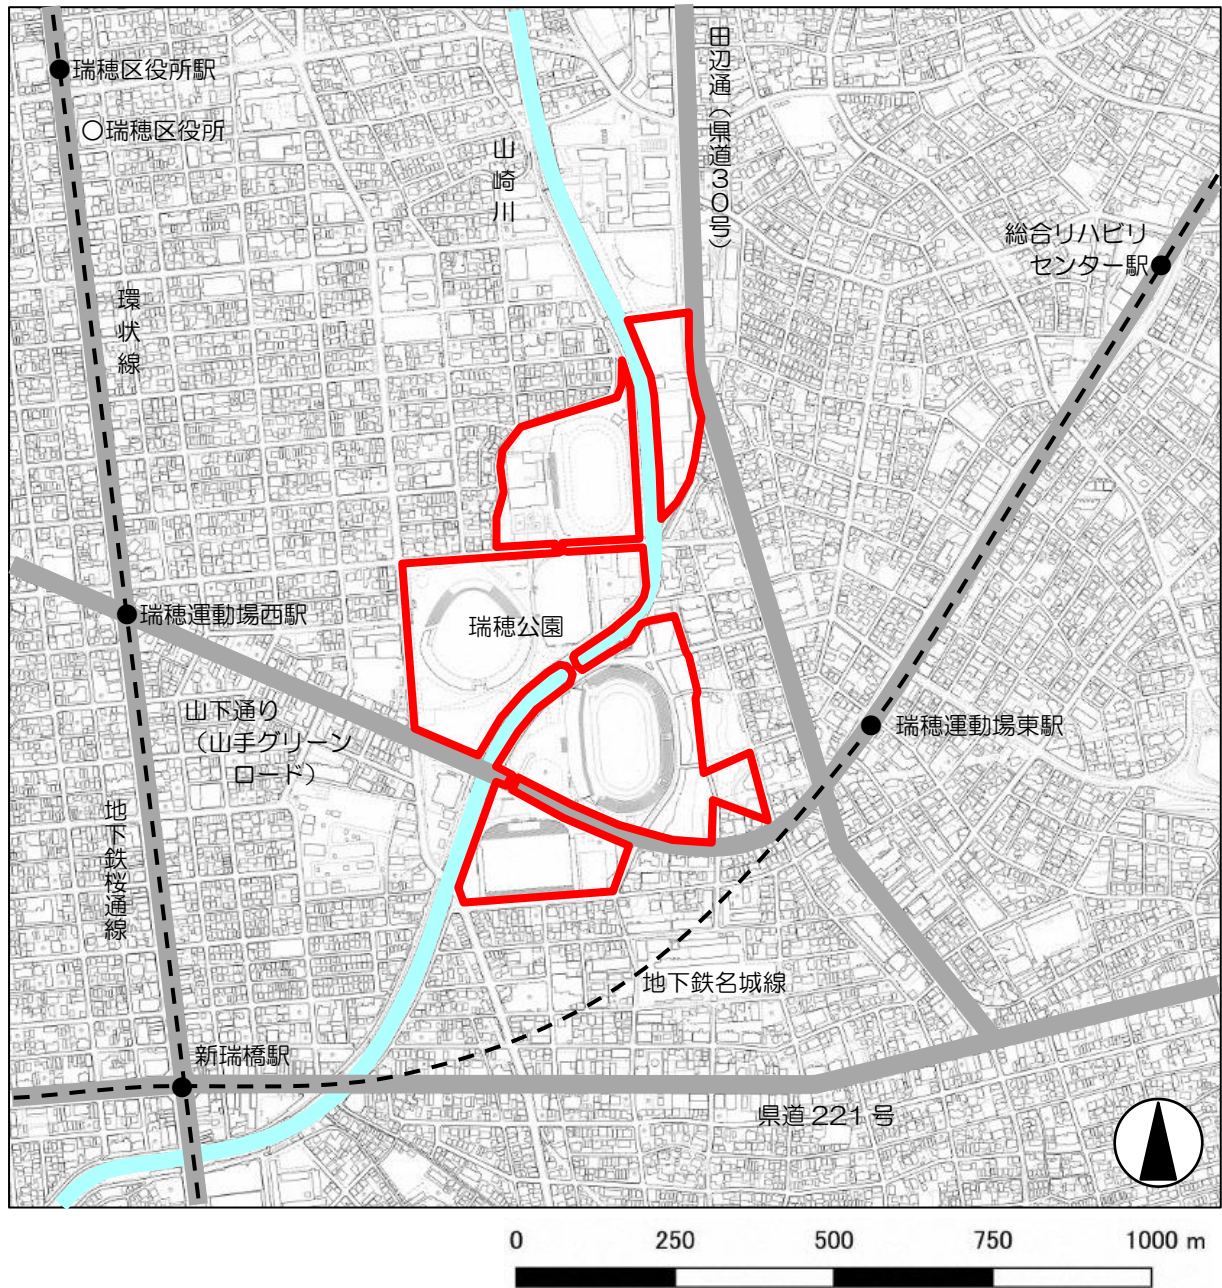 瑞穂区役所駅
〇瑞穂区役所
山崎川
田辺通（県道30号）
総合リハビリ
センター駅
環状線
瑞穂運動場西駅
瑞穂公園
山下通り
（山手グリーン
ロード）
瑞穂運動場東駅
地下鉄桜通線
地下鉄名城線
新瑞橋駅
県道221号
0 250 500 750 1000 m